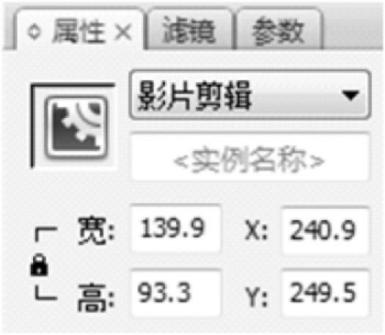 属性 × 滤镜 参数
影片剪辑
<实例名称>
宽: 139.9 X: 240.9
高: 93.3 Y: 249.5